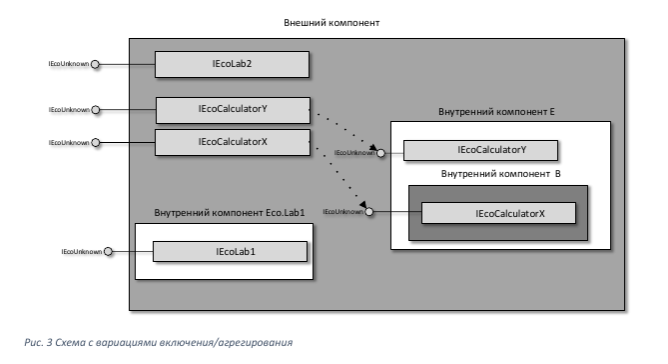 Внешний компонент
IEcoUnknown
IEcoLab2
IEcoUnknown
IEcoCalculatorY
Внутренний компонент E
IEcoUnknown
IEcoCalculatorX
IEcoUnknown
IEcoCalculatorY
Внутренний компонент B
Внутренний компонент Eco.Lab1
IEcoUnknown
IEcoCalculatorX
IEcoUnknown
IEcoLab1
Рис. 3 Схема с вариациями включения/агрегирования